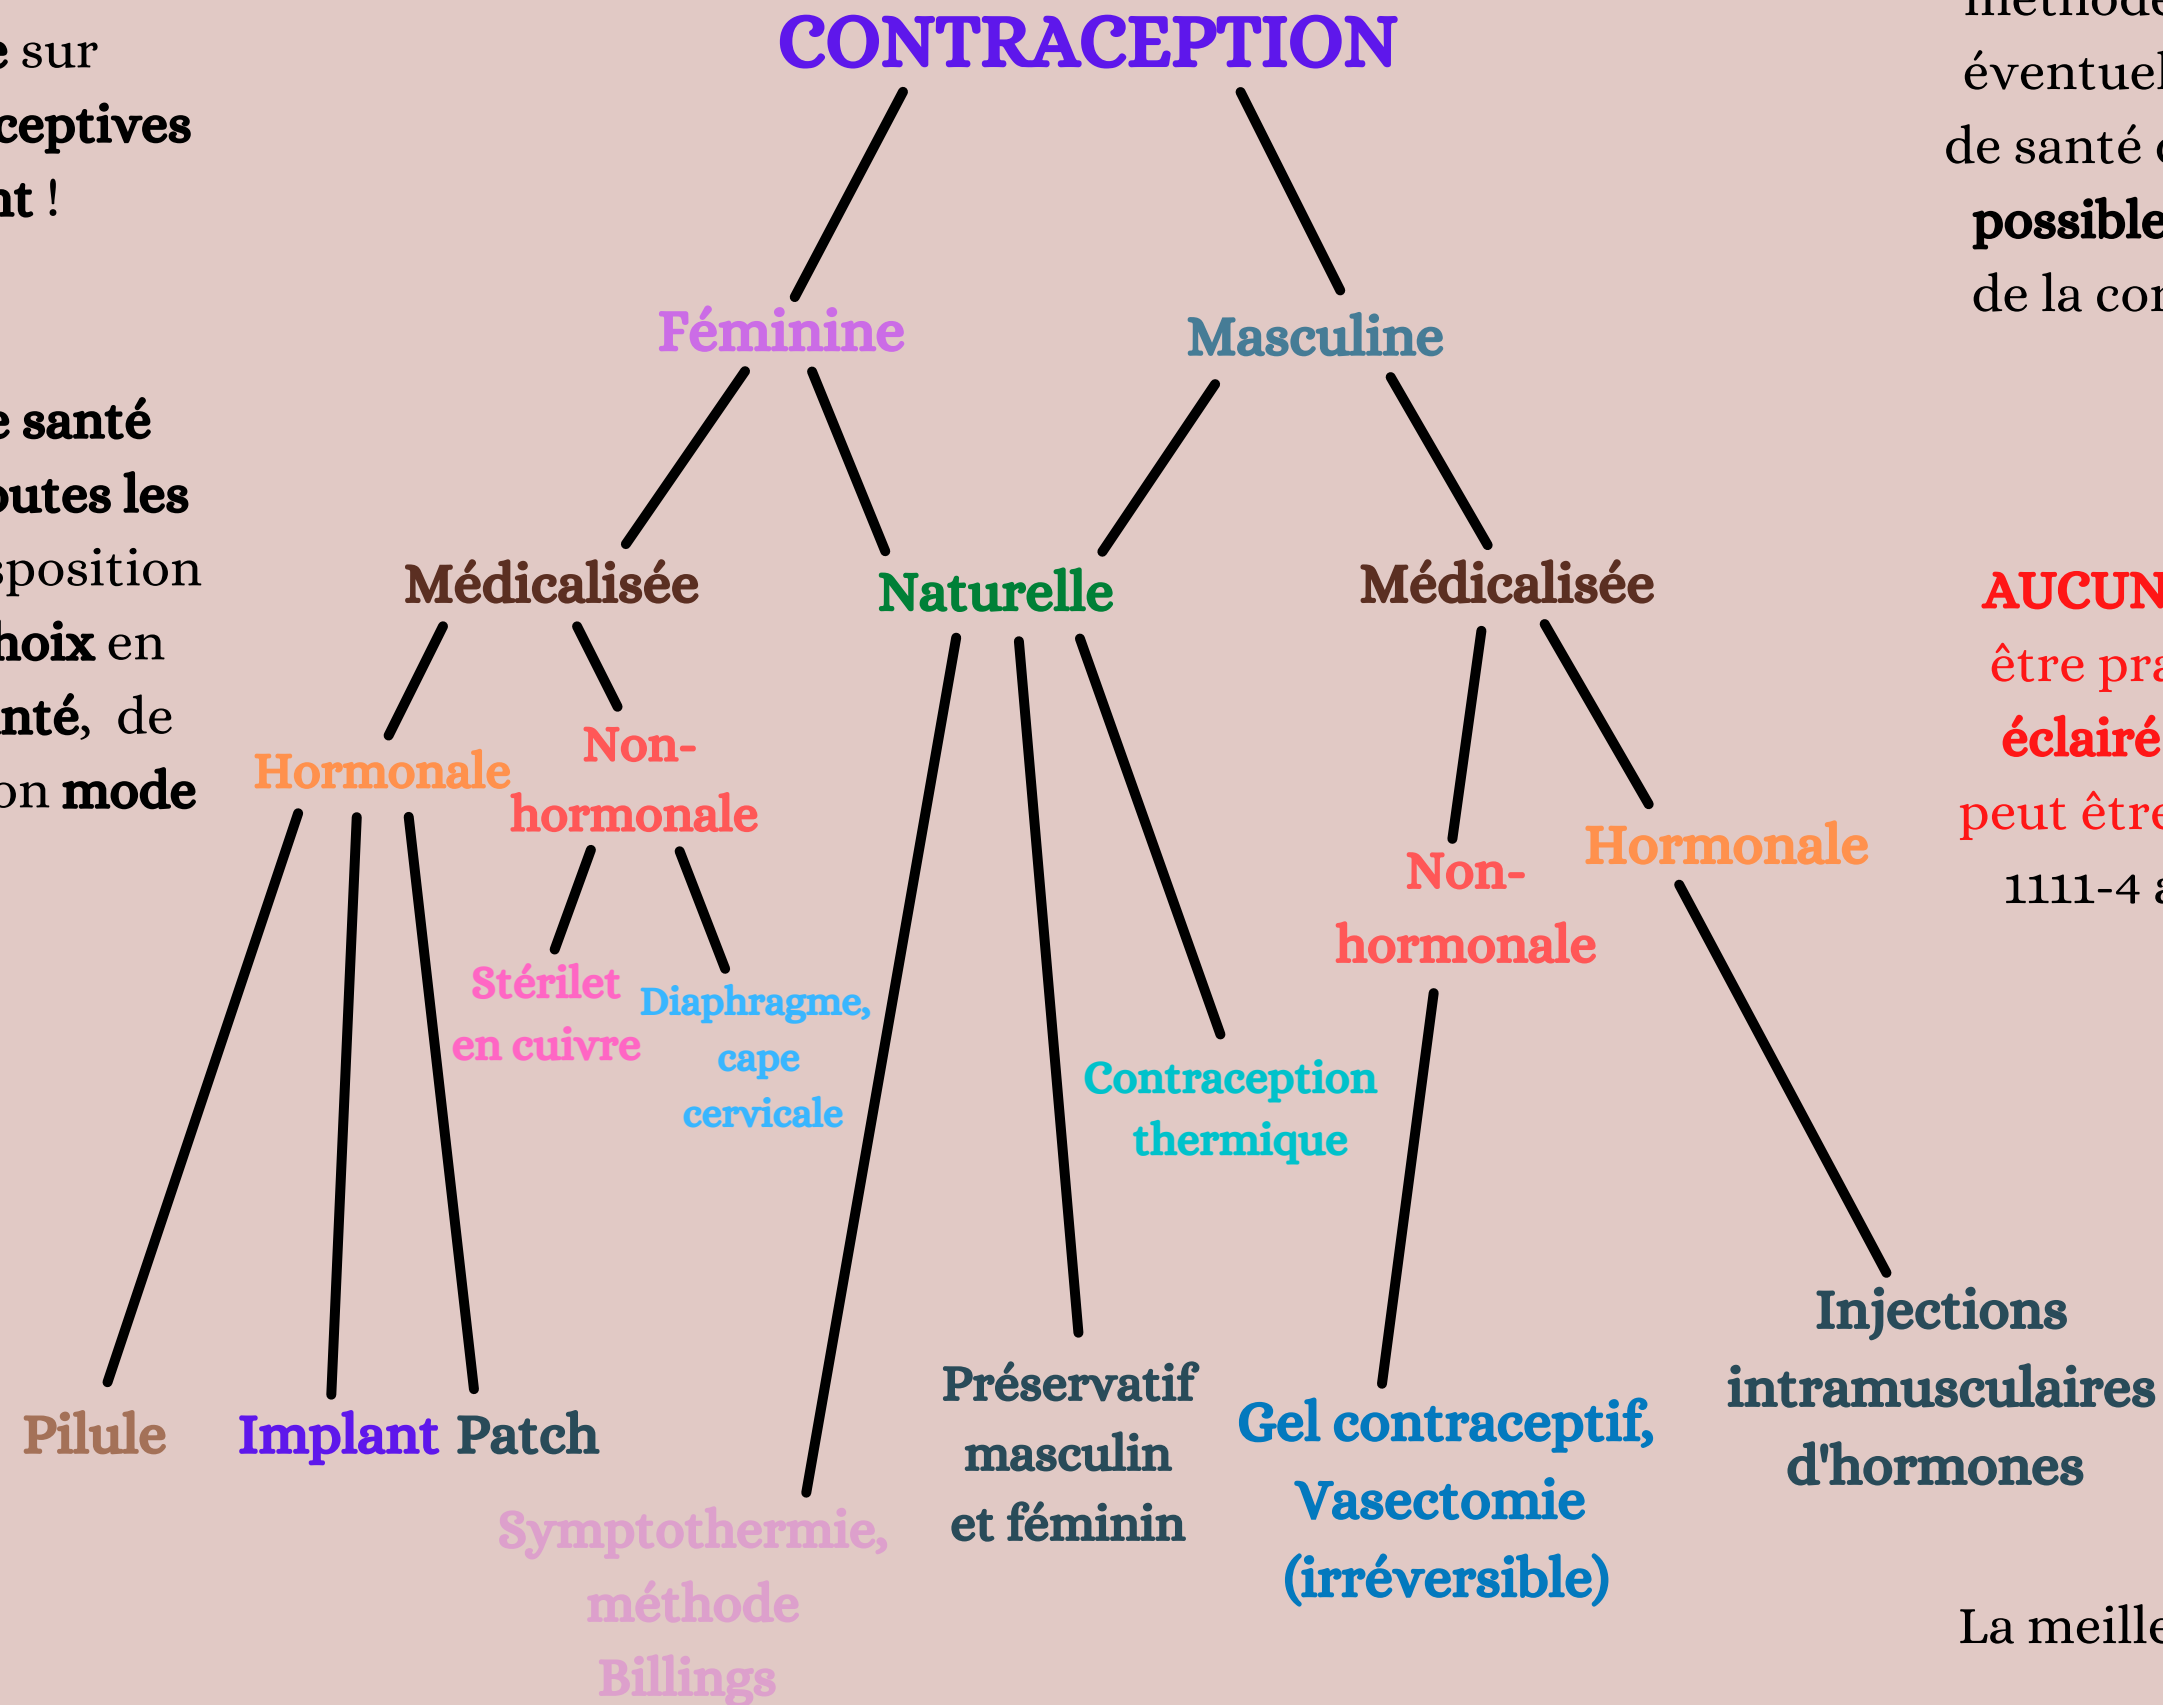 CONTRACEPTION
sur
ceptives
nt !
santé
outes les
sposition
hoix en
nté, de
on mode
Féminine
Masculine
Médicalisée
Naturelle
Médicalisée
Hormonale
Non-
hormonale
Stérilet
en cuivre
Diaphragme,
cape
cervicale
Contraception
thermique
Non-
hormonale
Hormonale
Pilule
Implant
Patch
Symptothermie,
méthode
Billings
Préservatif
masculin
et féminin
Gel contraceptif,
Vasectomie
(irréversible)
Injections
intramusculaires
d'hormones
éventuel
de santé
possible
de la con
AUCUN
être pra
éclairé
peut être
1111-4 a
La meille